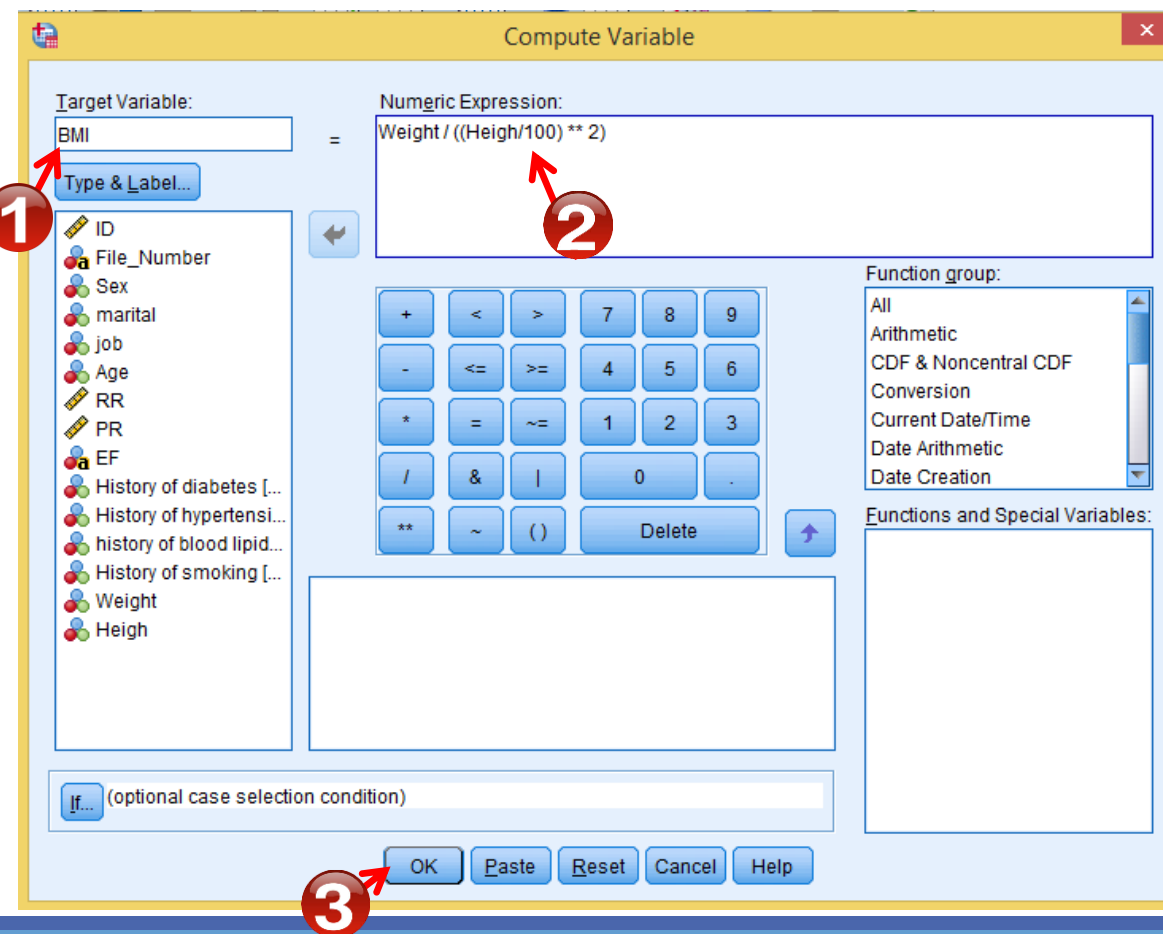 Compute Variable
Target Variable:
Numeric Expression:
BMI
=
Weight / ((Heigh/100) ** 2)
1
2
Type & Label...
ID
File_Number
Sex
marital
job
Age
RR
PR
EF
History of diabetes [...
History of hypertensi...
history of blood lipid...
History of smoking [...
Weight
Heigh
+ < > 7 8 9
- <= >= 4 5 6
* = ~= 1 2 3
/ & | 0 .
** ~ ( ) Delete
Function group:
All
Arithmetic
CDF & Noncentral CDF
Conversion
Current Date/Time
Date Arithmetic
Date Creation
Functions and Special Variables:
If... (optional case selection condition)
OK Paste Reset Cancel Help
3